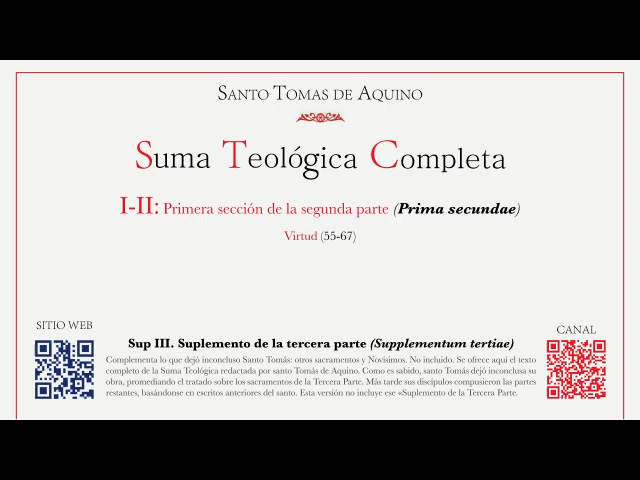 SANTO TOMAS DE AQUINO
Suma Teológica Completa
I-II: Primera sección de la segunda parte (Prima secundae)
Virtud (55-67)
SITIO WEB
CANAL
Sup III. Suplemento de la tercera parte (Supplementum tertiae)
Complementa lo que dejò inconcluso Santo Tomás: otros sacramentos y Novísimos. No incluido. Se ofrece aquí el texto
completo de la Suma Teológica redactada por santo Tomás de Aquino. Como es sabido, santo Tomás dejó inconclusa su
obra, promediando el tratado sobre los sacramentos de la Tercera Parte. Más tarde sus discípulos compusieron las partes
restantes, basándonse en escritos anteriores del santo. Esta versión no incluye ese «Suplemento de la Tercera Parte.